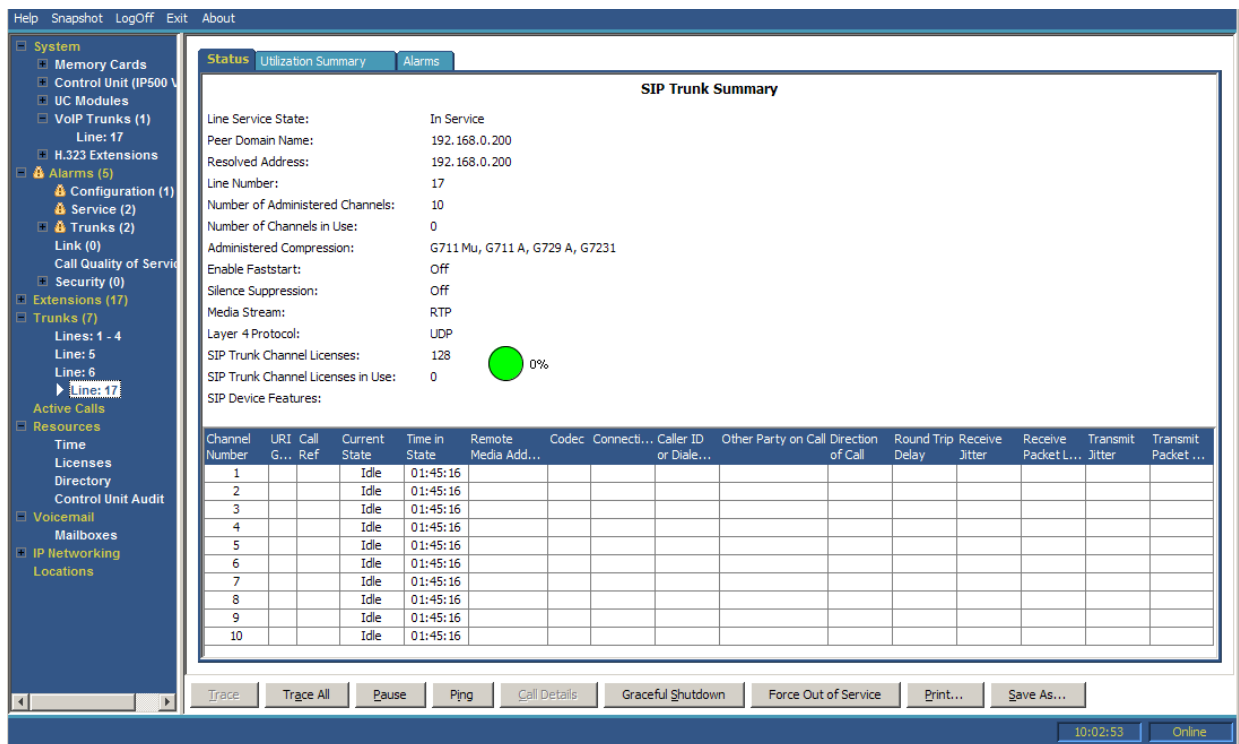 Help Snapshot LogOff Exit About
System
Memory Cards
Control Unit (IP500 V
UC Modules
VoIP Trunks (1)
Line: 17
H.323 Extensions
Alarms (5)
Configuration (1)
Service (2)
Trunks (2)
Link (0)
Call Quality of Servic
Security (0)
Extensions (17)
Trunks (7)
Lines: 1 - 4
Line: 5
Line: 6
Line: 17
Active Calls
Resources
Time
Licenses
Directory
Control Unit Audit
Voicemail
Mailboxes
IP Networking
Locations
Status Utilization Summary Alarms
SIP Trunk Summary
Line Service State: In Service
Peer Domain Name: 192.168.0.200
Resolved Address: 192.168.0.200
Line Number: 17
Number of Administered Channels: 10
Number of Channels in Use: 0
Administered Compression: G711 Mu, G711 A, G729 A, G7231
Enable Faststart: Off
Silence Suppression: Off
Media Stream: RTP
Layer 4 Protocol: UDP
SIP Trunk Channel Licenses: 128
0%
SIP Trunk Channel Licenses in Use: 0
SIP Device Features:
Channel URI Call Current Time in Remote Codec Connecti... Caller ID Other Party on Call Direction Round Trip Receive Receive Transmit Transmit
Number G... Ref State State Media Add... or Diale... of Call Delay Jitter Packet L... Jitter Packet ...
1 Idle 01:45:16
2 Idle 01:45:16
3 Idle 01:45:16
4 Idle 01:45:16
5 Idle 01:45:16
6 Idle 01:45:16
7 Idle 01:45:16
8 Idle 01:45:16
9 Idle 01:45:16
10 Idle 01:45:16
Trace Trace All Pause Ping Call Details Graceful Shutdown Force Out of Service Print... Save As...
10:02:53 Online